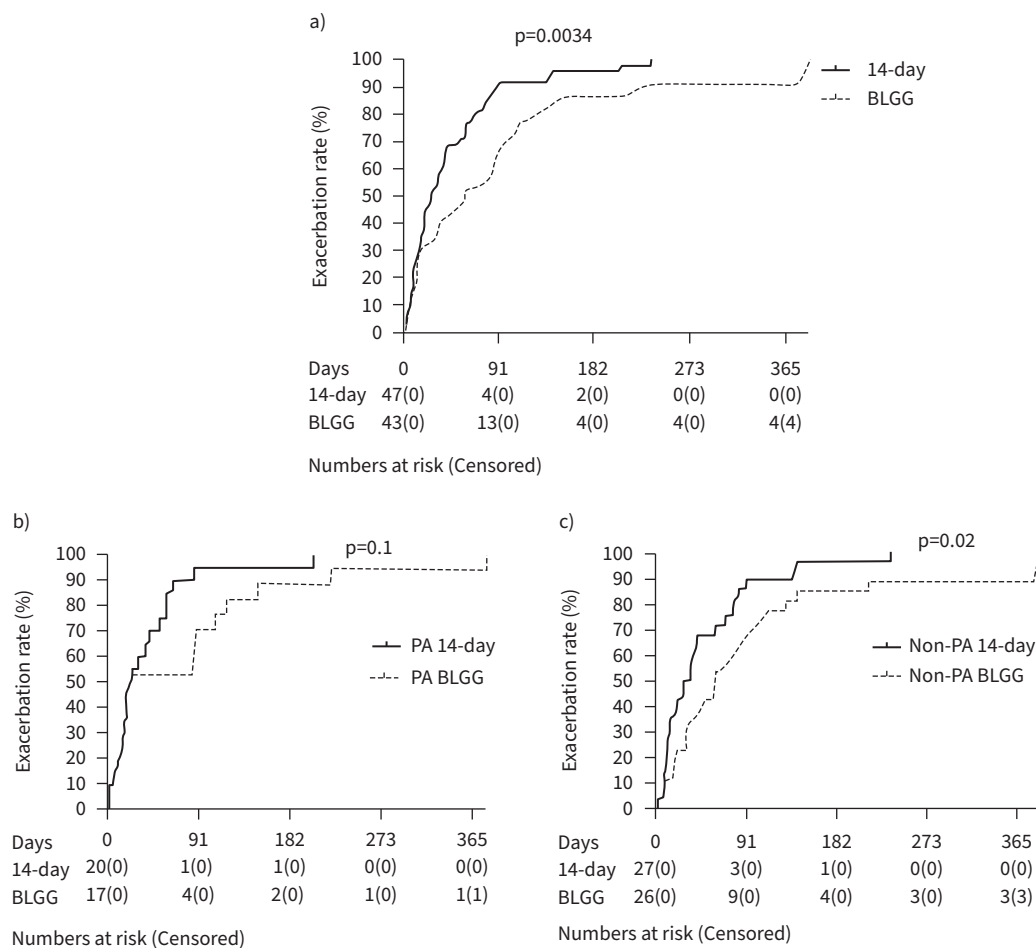 a)
p=0.0034
100
90
80
70
60
50
40
30
20
10
0
Exacerbation rate (%)
14-day
BLGG
Days 0 91 182 273 365
14-day 47(0) 4(0) 2(0) 0(0) 0(0)
BLGG 43(0) 13(0) 4(0) 4(0) 4(4)
Numbers at risk (Censored)
b)
p=0.1
100
90
80
70
60
50
40
30
20
10
0
Exacerbation rate (%)
PA 14-day
PA BLGG
Days 0 91 182 273 365
14-day 20(0) 1(0) 1(0) 0(0) 0(0)
BLGG 17(0) 4(0) 2(0) 1(0) 1(1)
Numbers at risk (Censored)
c)
p=0.02
100
90
80
70
60
50
40
30
20
10
0
Exacerbation rate (%)
Non-PA 14-day
Non-PA BLGG
Days 0 91 182 273 365
14-day 27(0) 3(0) 1(0) 0(0) 0(0)
BLGG 26(0) 9(0) 4(0) 3(0) 3(3)
Numbers at risk (Censored)